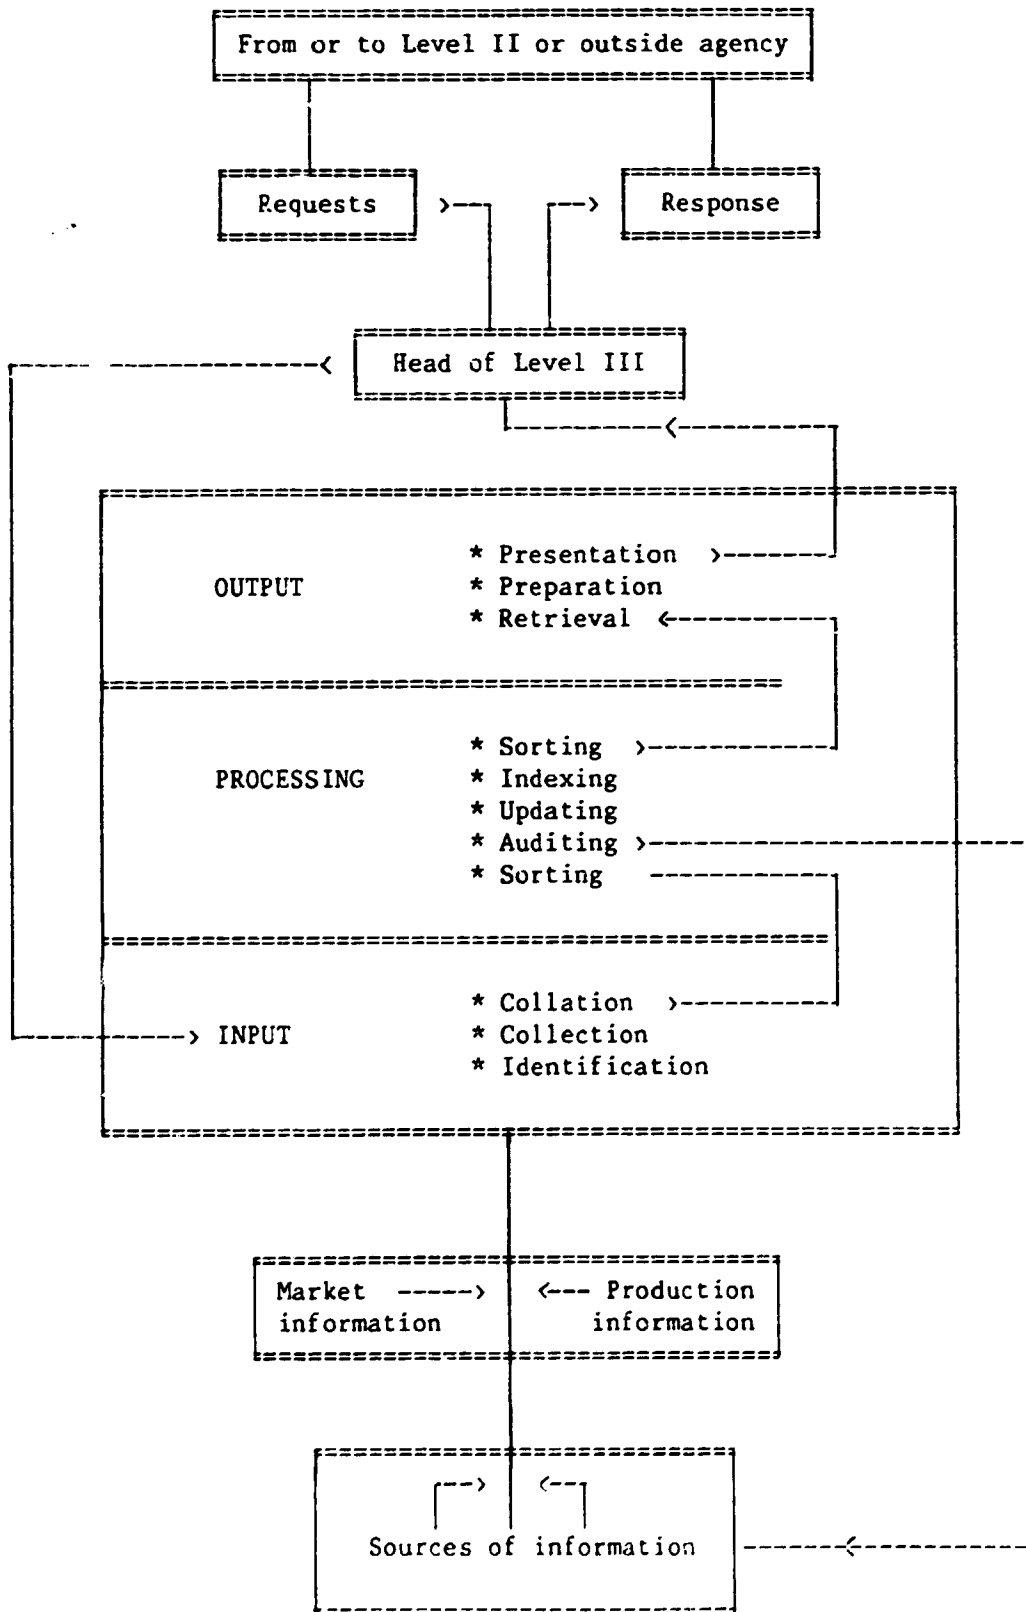 From or to Level II or outside agency
Requests
Response
Head of Level III
* Presentation
OUTPUT * Preparation
* Retrieval
* Sorting
PROCESSING * Indexing
* Updating
* Auditing
* Sorting
* Collation
INPUT * Collection
* Identification
Market Production
information information
Sources of information